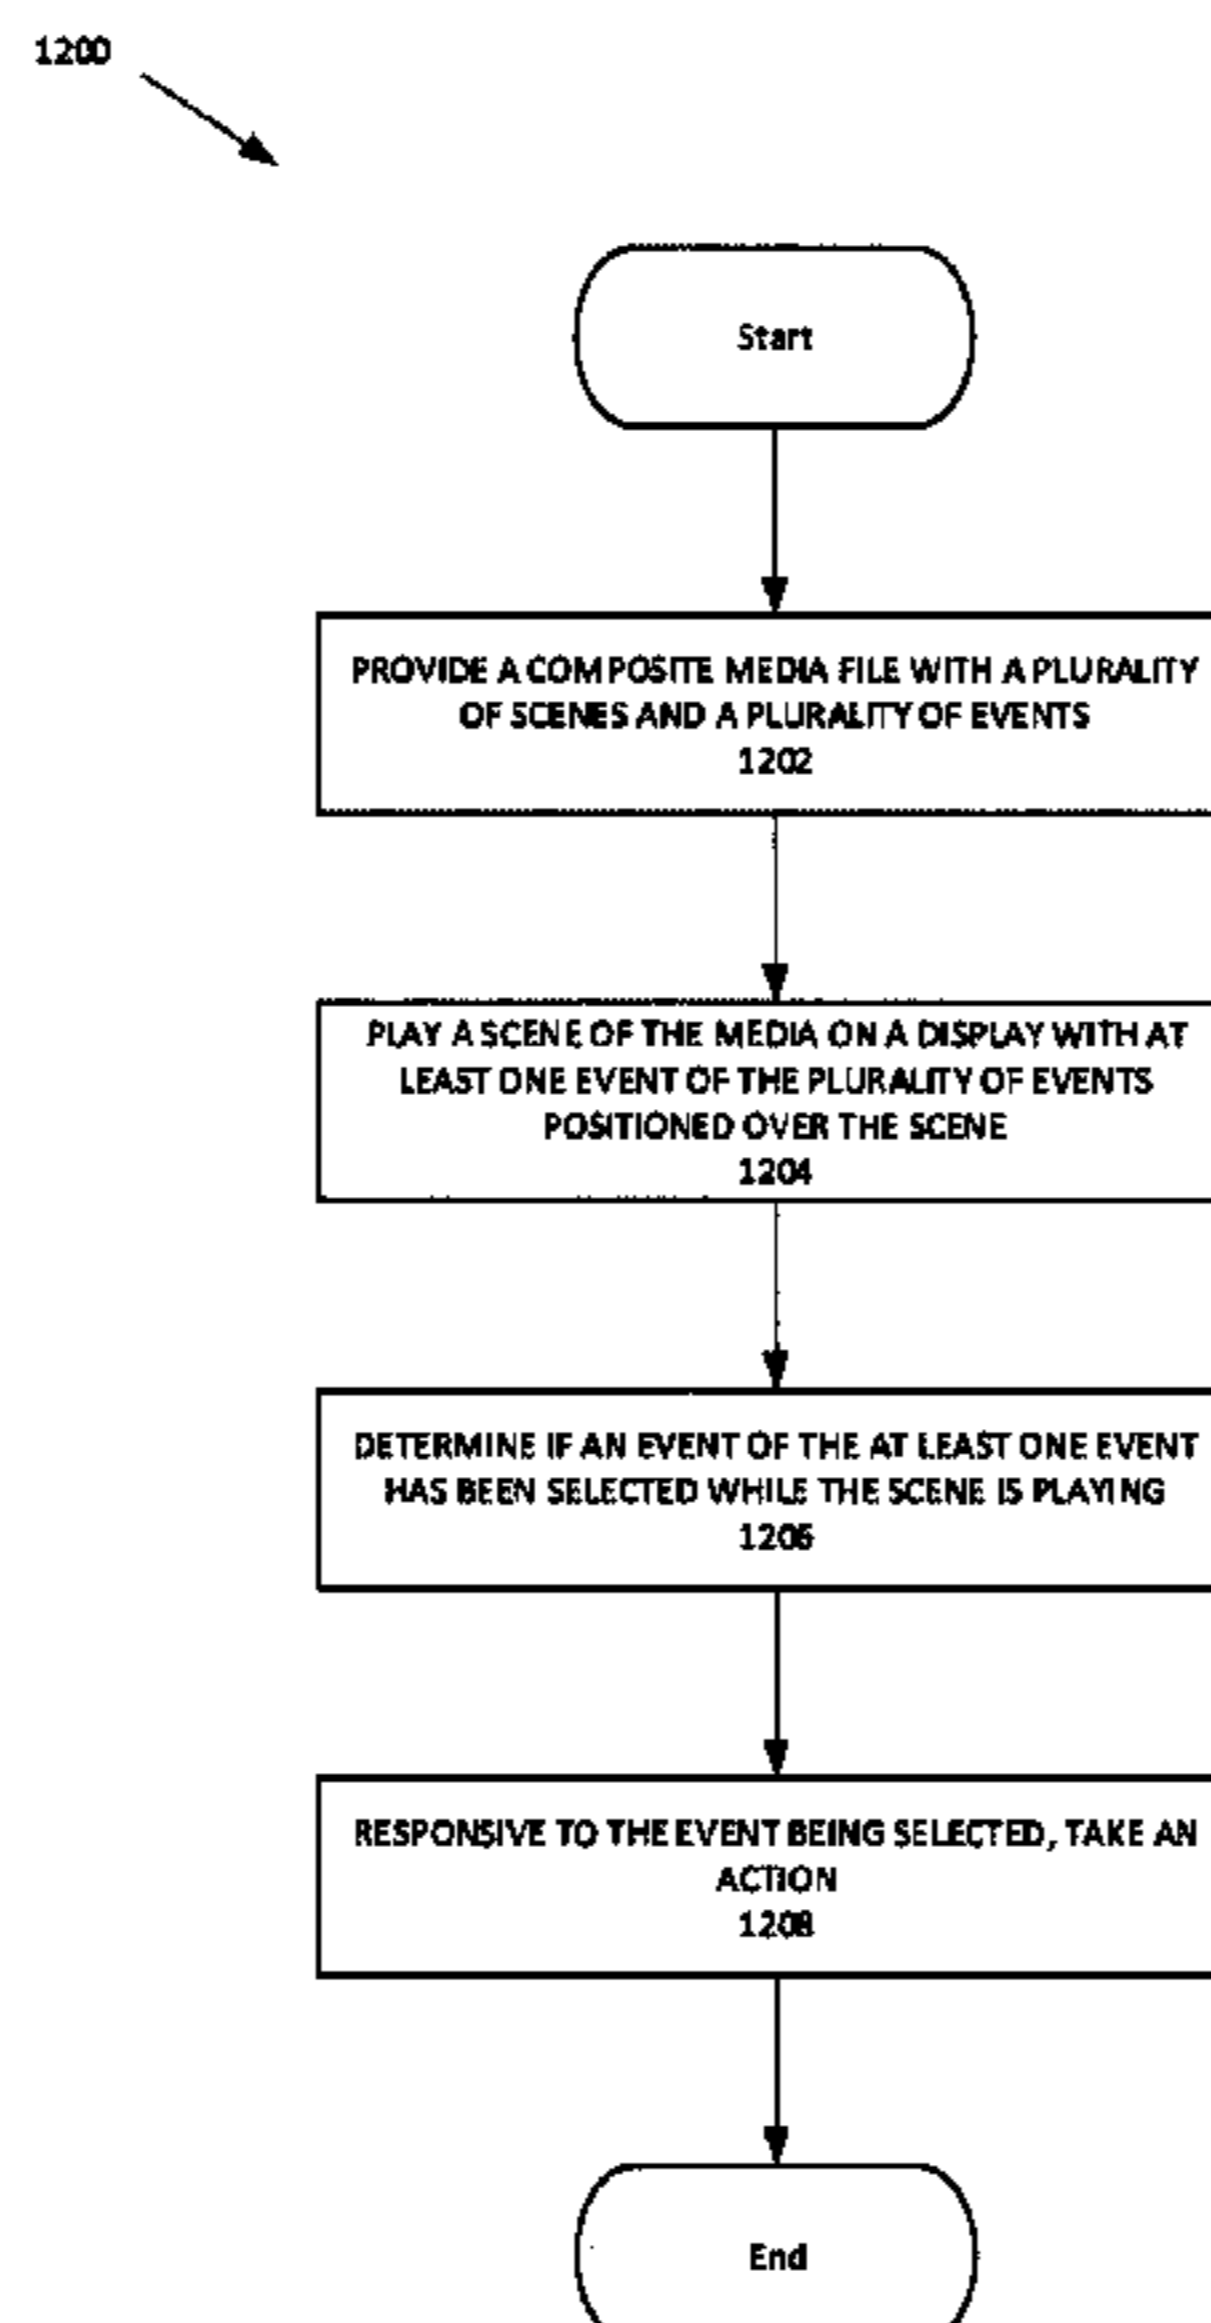 1200
Start
PROVIDE A COMPOSITE MEDIA FILE WITH A PLURALITY
OF SCENES AND A PLURALITY OF EVENTS
1202
PLAY A SCENE OF THE MEDIA ON A DISPLAY WITH AT
LEAST ONE EVENT OF THE PLURALITY OF EVENTS
POSITIONED OVER THE SCENE
1204
DETERMINE IF AN EVENT OF THE AT LEAST ONE EVENT
HAS BEEN SELECTED WHILE THE SCENE IS PLAYING
1206
RESPONSIVE TO THE EVENT BEING SELECTED, TAKE AN
ACTION
1208
End